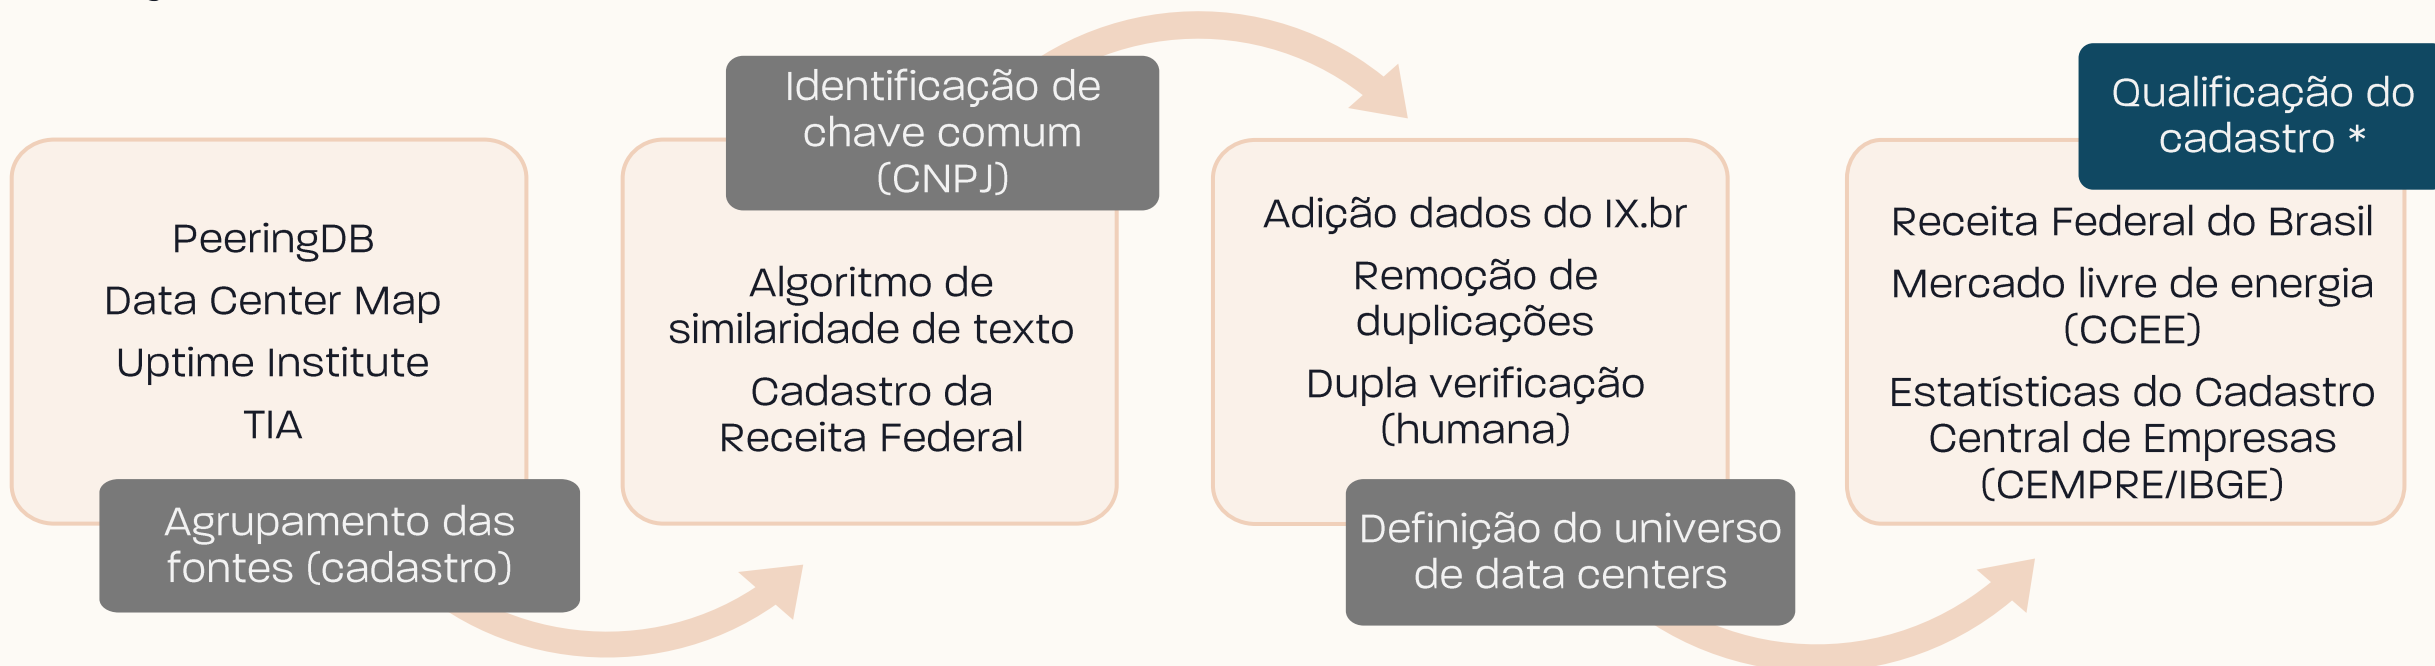 PeeringDB
Data Center Map
Uptime Institute
TIA
Agrupamento das
fontes (cadastro)
Identificação de
chave comum
(CNPJ)
Algoritmo de
similaridade de texto
Cadastro da
Receita Federal
Adição dados do IX.br
Remoção de
duplicações
Dupla verificação
(humana)
Definição do universo
de data centers
Qualificação do
cadastro *
Receita Federal do Brasil
Mercado livre de energia
(CCEE)
Estatísticas do Cadastro
Central de Empresas
(CEMPRE/IBGE)